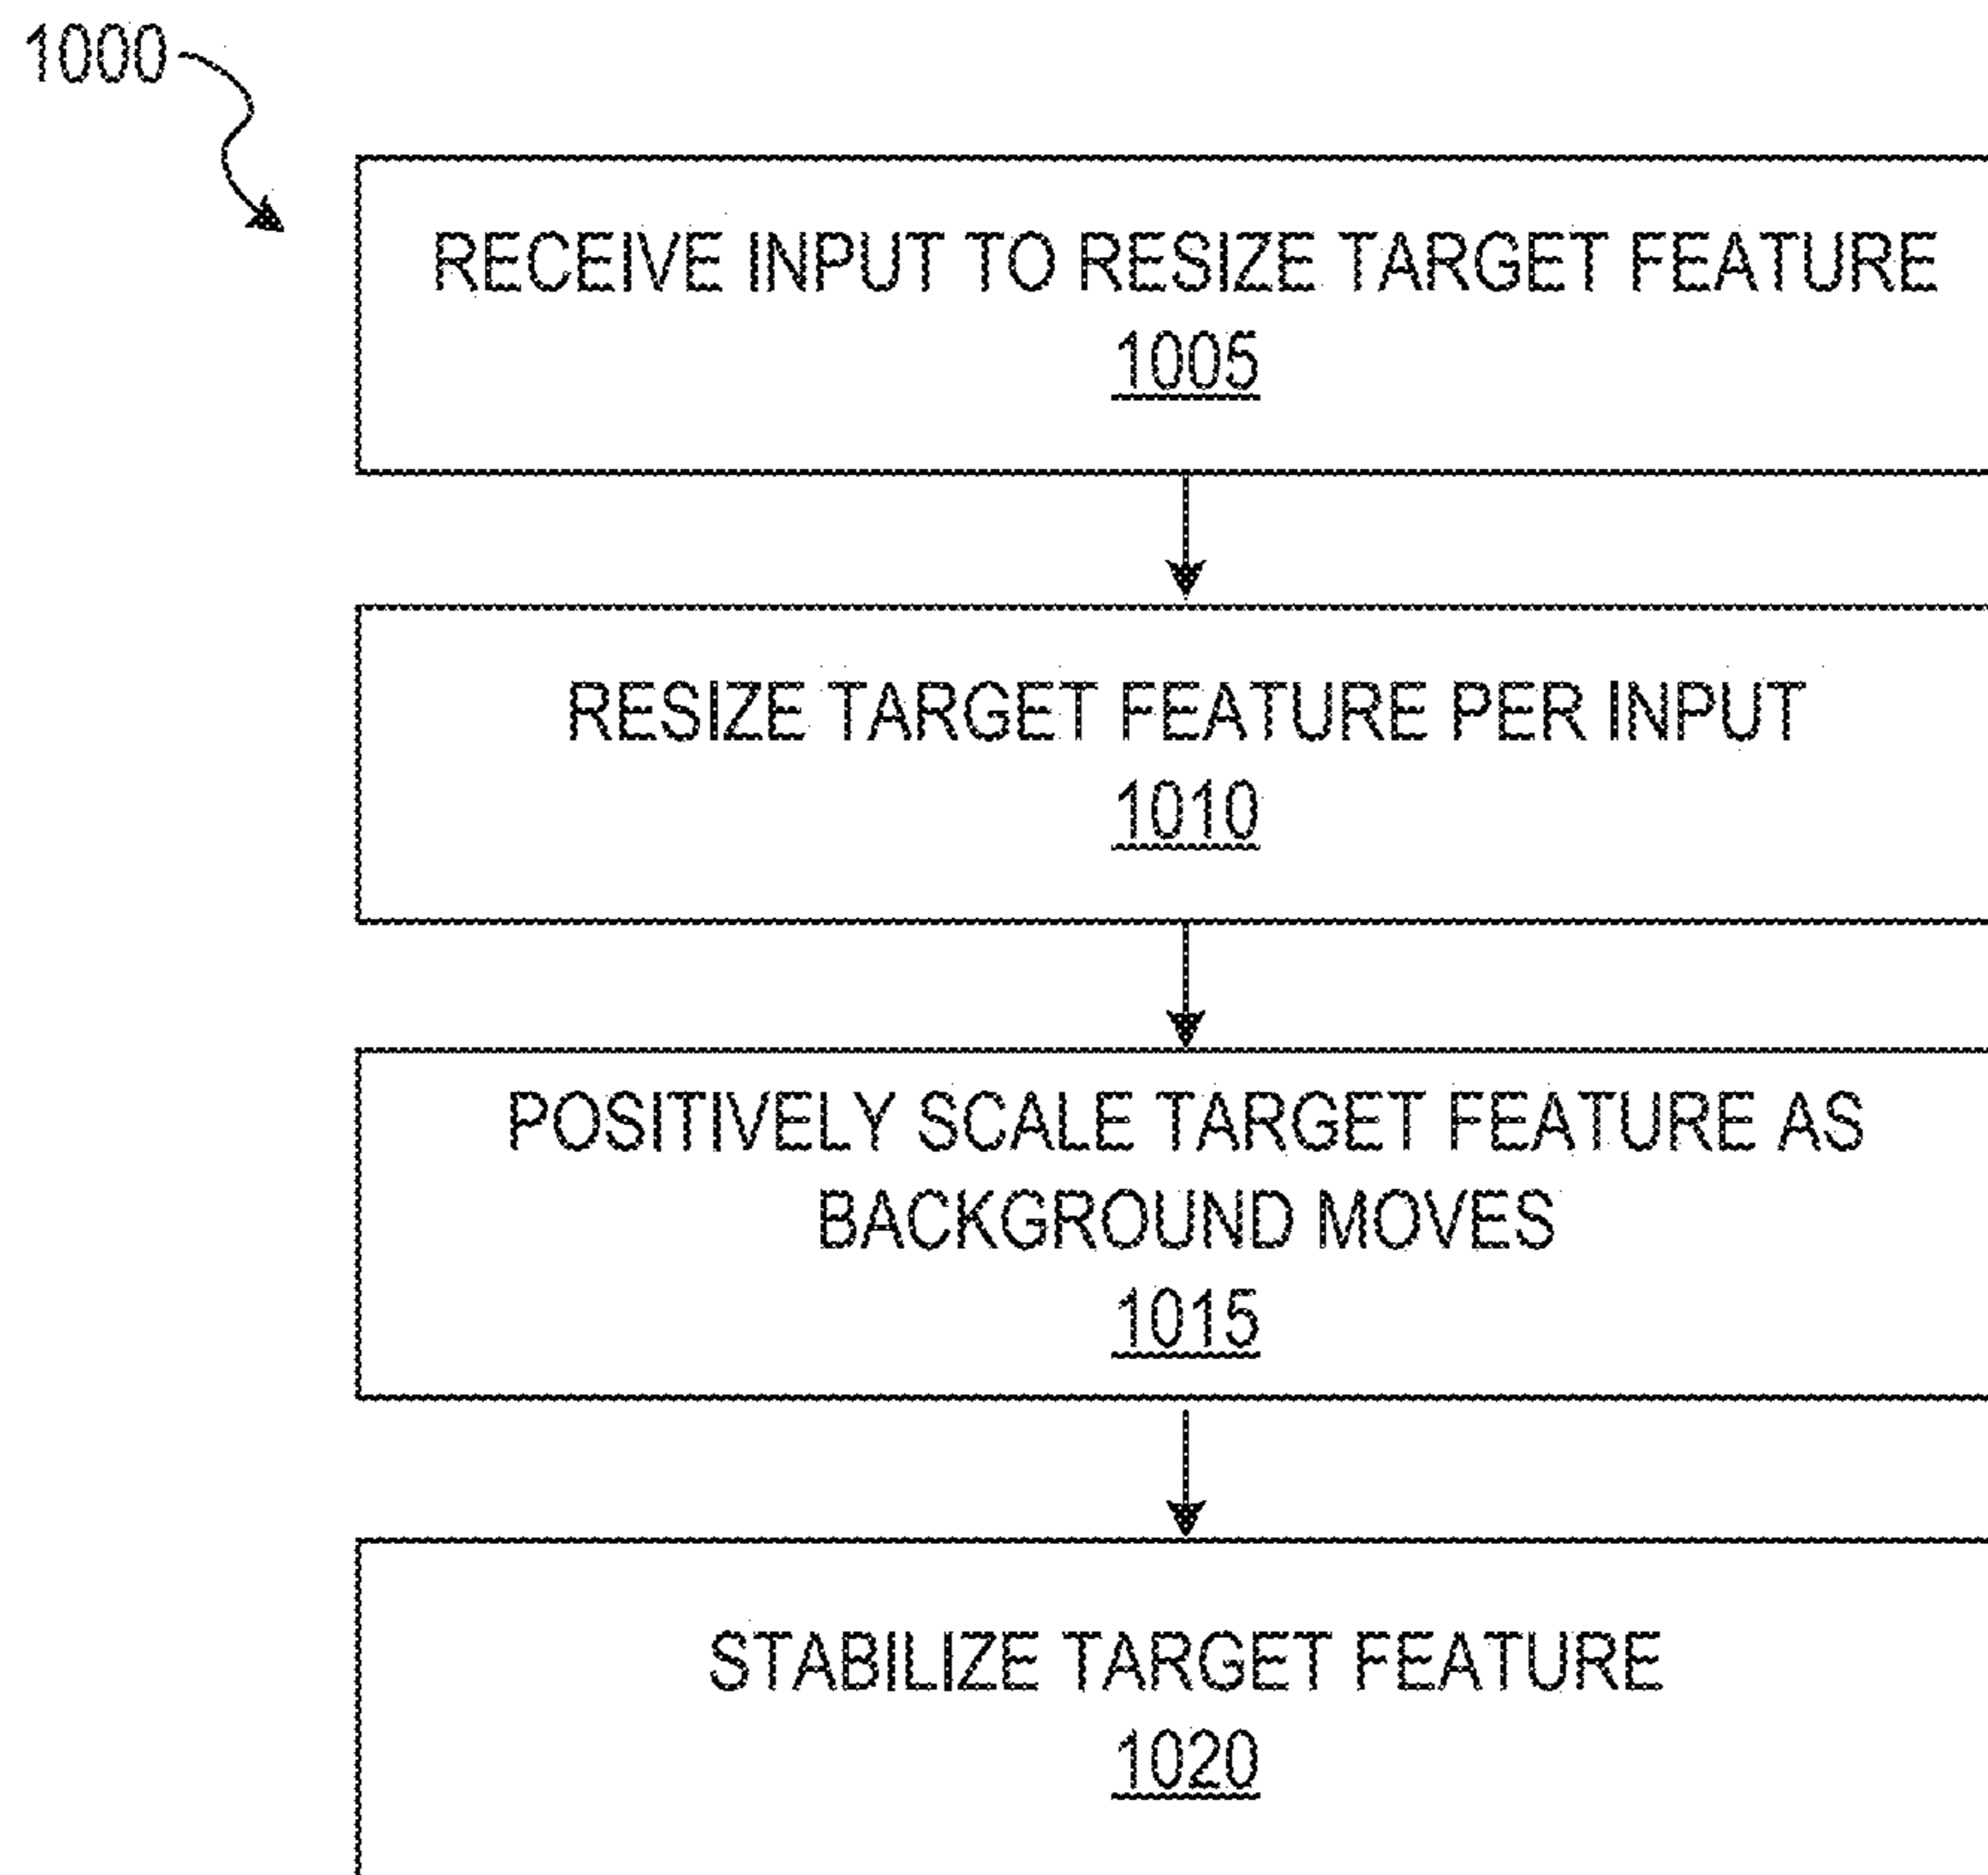 1000
RECEIVE INPUT TO RESIZE TARGET FEATURE
1005
RESIZE TARGET FEATURE PER INPUT
1010
POSITIVELY SCALE TARGET FEATURE AS
BACKGROUND MOVES
1015
STABILIZE TARGET FEATURE
1020